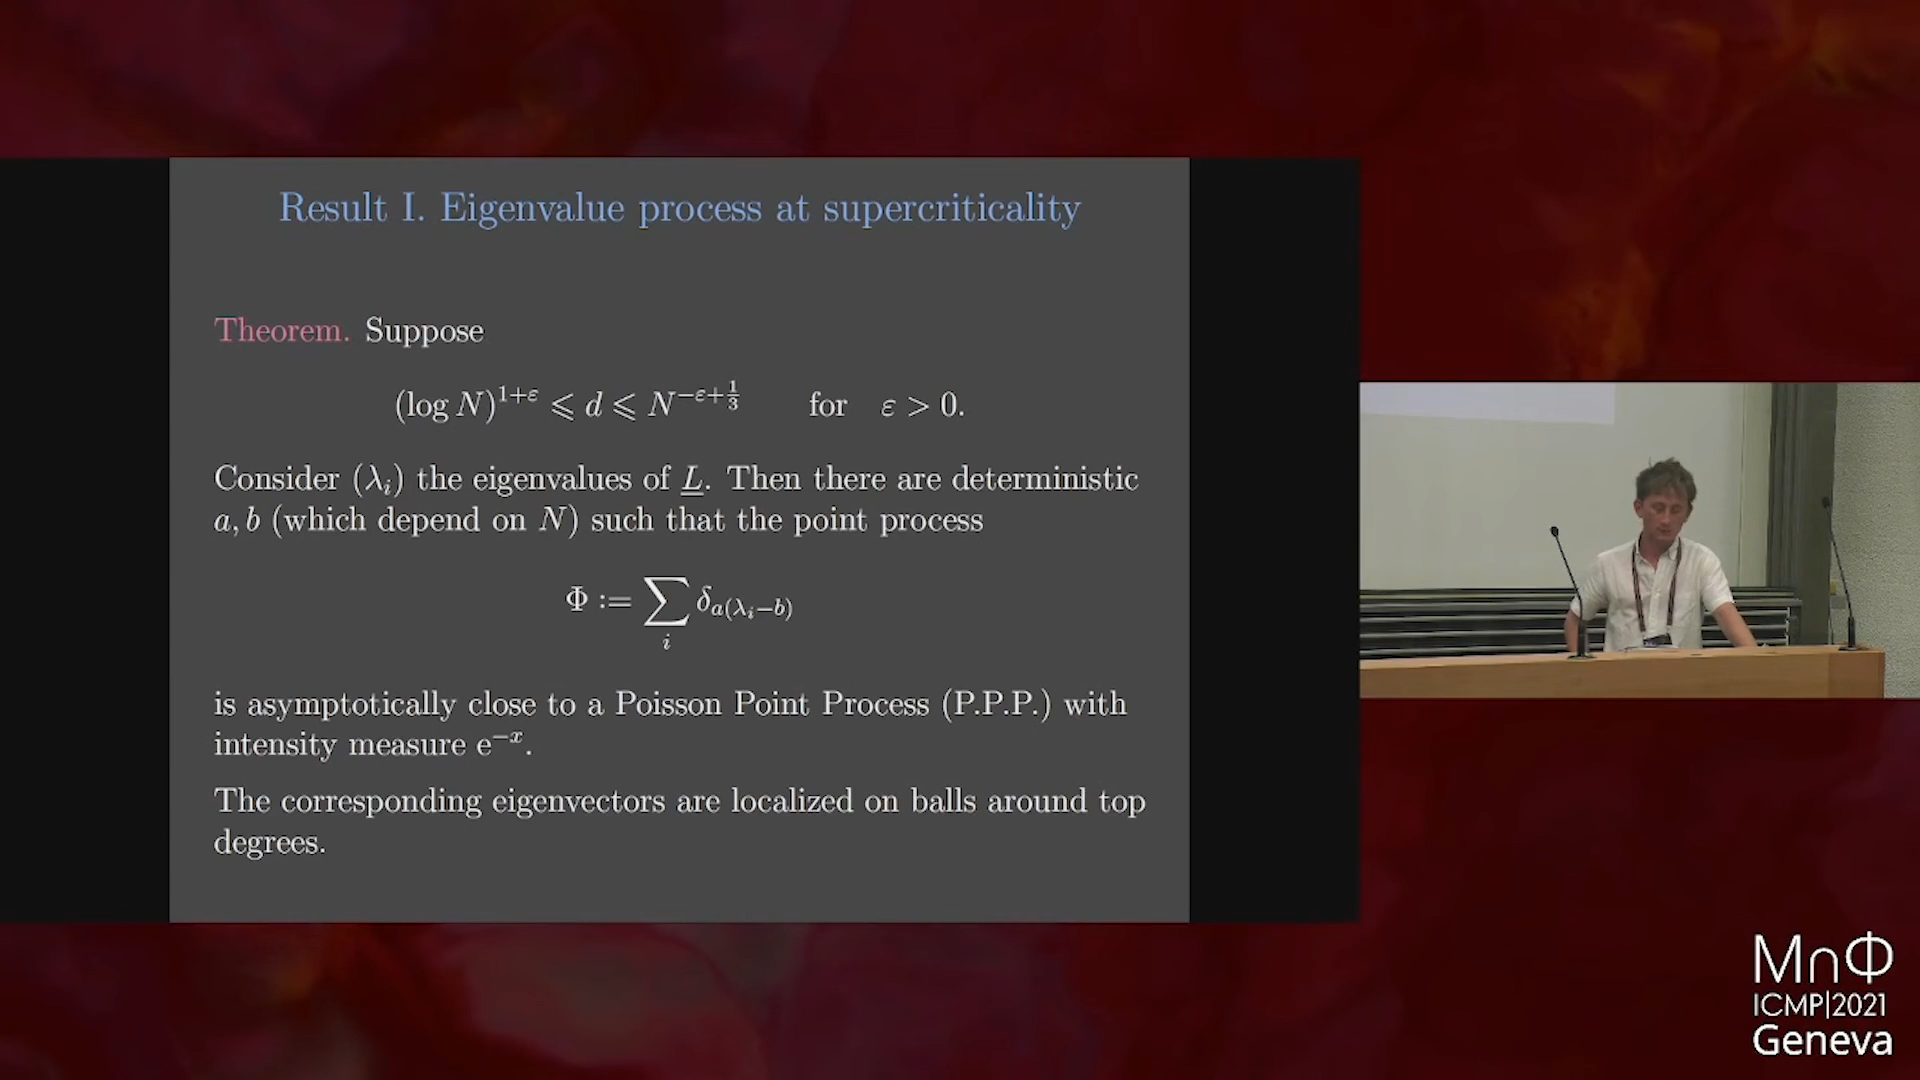 Result I. Eigenvalue process at supercriticality
Theorem. Suppose
(log N)^{1+ε} ⩽ d ⩽ N^{−ε+1/3} for ε > 0.
Consider (λ_i) the eigenvalues of L. Then there are deterministic
a, b (which depend on N) such that the point process
Φ := ∑_i δ_{a(λ_i−b)}
is asymptotically close to a Poisson Point Process (P.P.P.) with
intensity measure e^{−x}.
The corresponding eigenvectors are localized on balls around top
degrees.
M∩Φ
ICMP|2021
Geneva